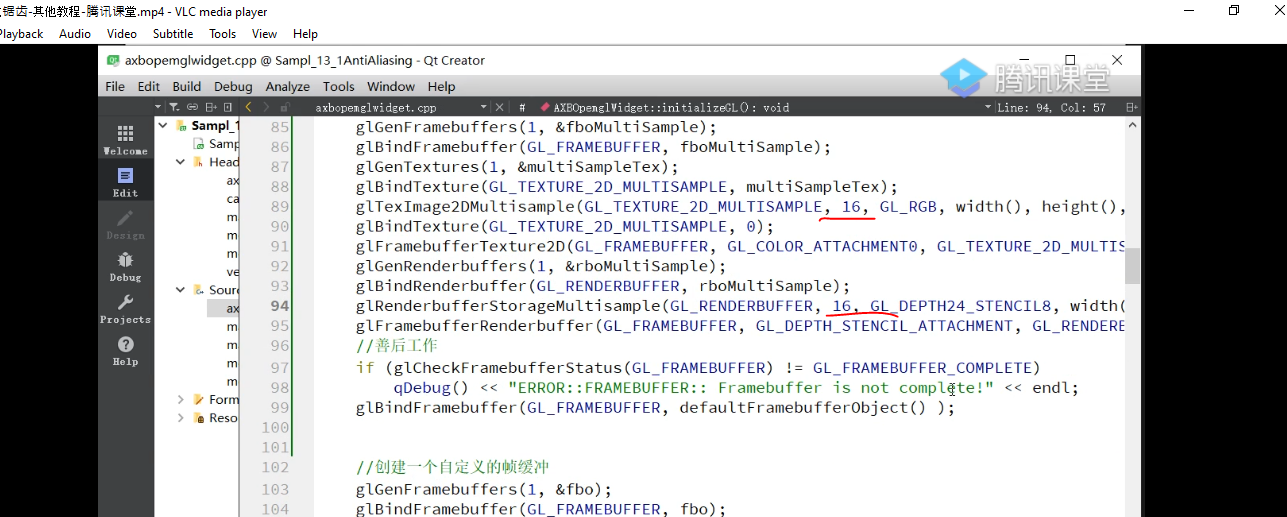 锯齿-其他教程-腾讯课堂.mp4 - VLC media player
Playback Audio Video Subtitle Tools View Help
axbopemglwidget.cpp @ Sampl_13_1AntiAliasing - Qt Creator
腾讯课堂
File Edit Build Debug Analyze Tools Window Help
axbopemglwidget.cpp # AXBOpemglWidget::initializeGL(): void Line: 94, Col: 57
Welcome
Edit
Design
Debug
Projects
Help
Sampl_1
Samp
Head
ax
ca
m
m
m
ve
Sourc
ax
m
m
m
m
Form
Reso
85 glGenFramebuffers(1, &fboMultiSample);
86 glBindFramebuffer(GL_FRAMEBUFFER, fboMultiSample);
87 glGenTextures(1, &multiSampleTex);
88 glBindTexture(GL_TEXTURE_2D_MULTISAMPLE, multiSampleTex);
89 glTexImage2DMultisample(GL_TEXTURE_2D_MULTISAMPLE, 16, GL_RGB, width(), height(),
90 glBindTexture(GL_TEXTURE_2D_MULTISAMPLE, 0);
91 glFramebufferTexture2D(GL_FRAMEBUFFER, GL_COLOR_ATTACHMENT0, GL_TEXTURE_2D_MULTIS
92 glGenRenderbuffers(1, &rboMultiSample);
93 glBindRenderbuffer(GL_RENDERBUFFER, rboMultiSample);
94 glRenderbufferStorageMultisample(GL_RENDERBUFFER, 16, GL_DEPTH24_STENCIL8, width(
95 glFramebufferRenderbuffer(GL_FRAMEBUFFER, GL_DEPTH_STENCIL_ATTACHMENT, GL_RENDERE
96 //善后工作
97 if (glCheckFramebufferStatus(GL_FRAMEBUFFER) != GL_FRAMEBUFFER_COMPLETE)
98 qDebug() << "ERROR::FRAMEBUFFER:: Framebuffer is not complete!" << endl;
99 glBindFramebuffer(GL_FRAMEBUFFER, defaultFramebufferObject() );
100
101
102 //创建一个自定义的帧缓冲
103 glGenFramebuffers(1, &fbo);
104 glBindFramebuffer(GL_FRAMEBUFFER, fbo);